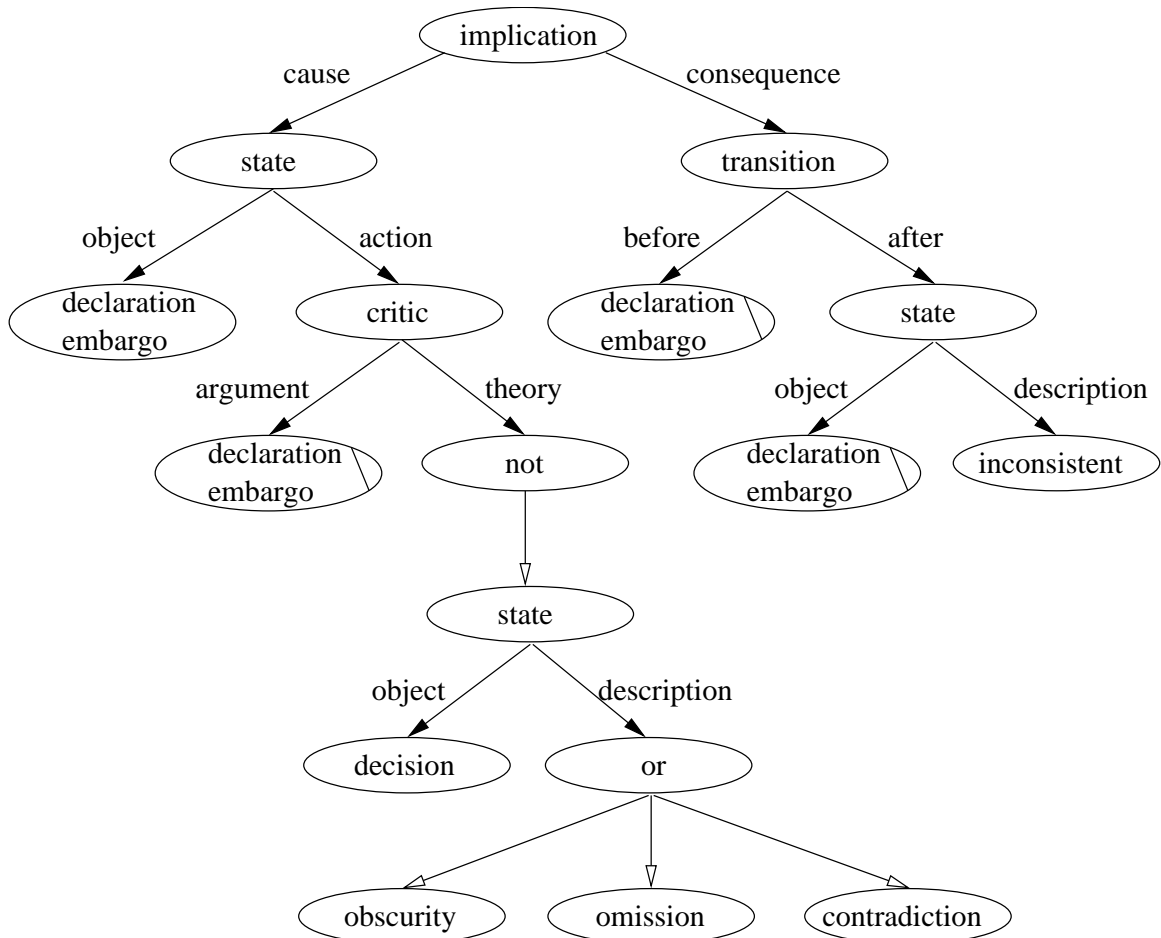 implication
cause
consequence
state
transition
object
action
before
after
declaration
embargo
critic
declaration
embargo
state
argument
theory
object
description
declaration
embargo
not
declaration
embargo
inconsistent
state
object
description
decision
or
obscurity
omission
contradiction